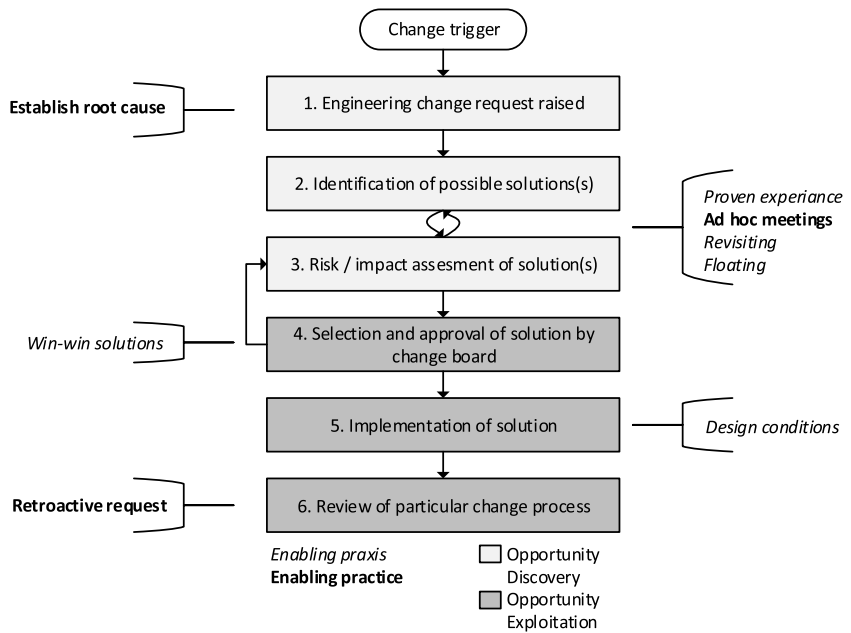 Change trigger
Establish root cause
1. Engineering change request raised
2. Identification of possible solutions(s)
Proven experiance
Ad hoc meetings
Revisiting
Floating
3. Risk / impact assesment of solution(s)
Win-win solutions
4. Selection and approval of solution by
change board
5. Implementation of solution
Design conditions
Retroactive request
6. Review of particular change process
Enabling praxis
Enabling practice
Opportunity
Discovery
Opportunity
Exploitation